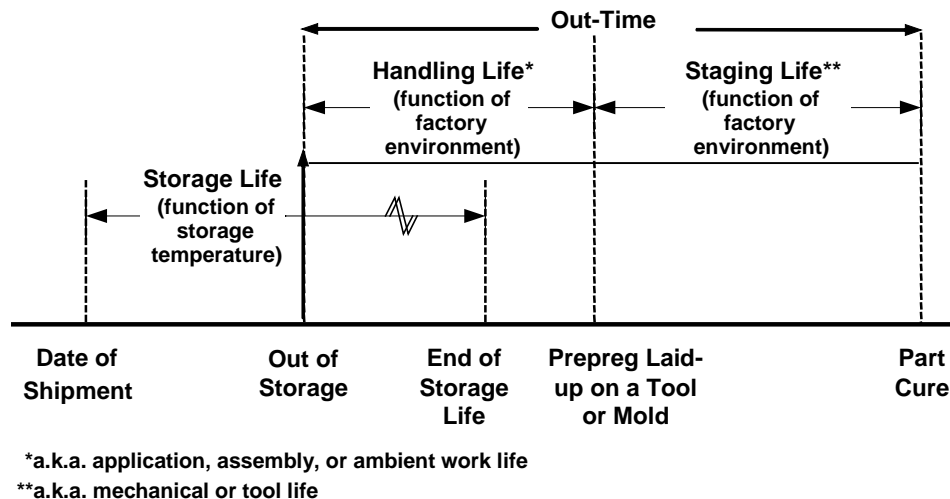 Out-Time
Handling Life*
(function of
factory
environment)
Staging Life**
(function of
factory
environment)
Storage Life
(function of
storage
temperature)
Date of
Shipment
Out of
Storage
End of
Storage
Life
Prepreg Laid-
up on a Tool
or Mold
Part
Cure
*a.k.a. application, assembly, or ambient work life
**a.k.a. mechanical or tool life